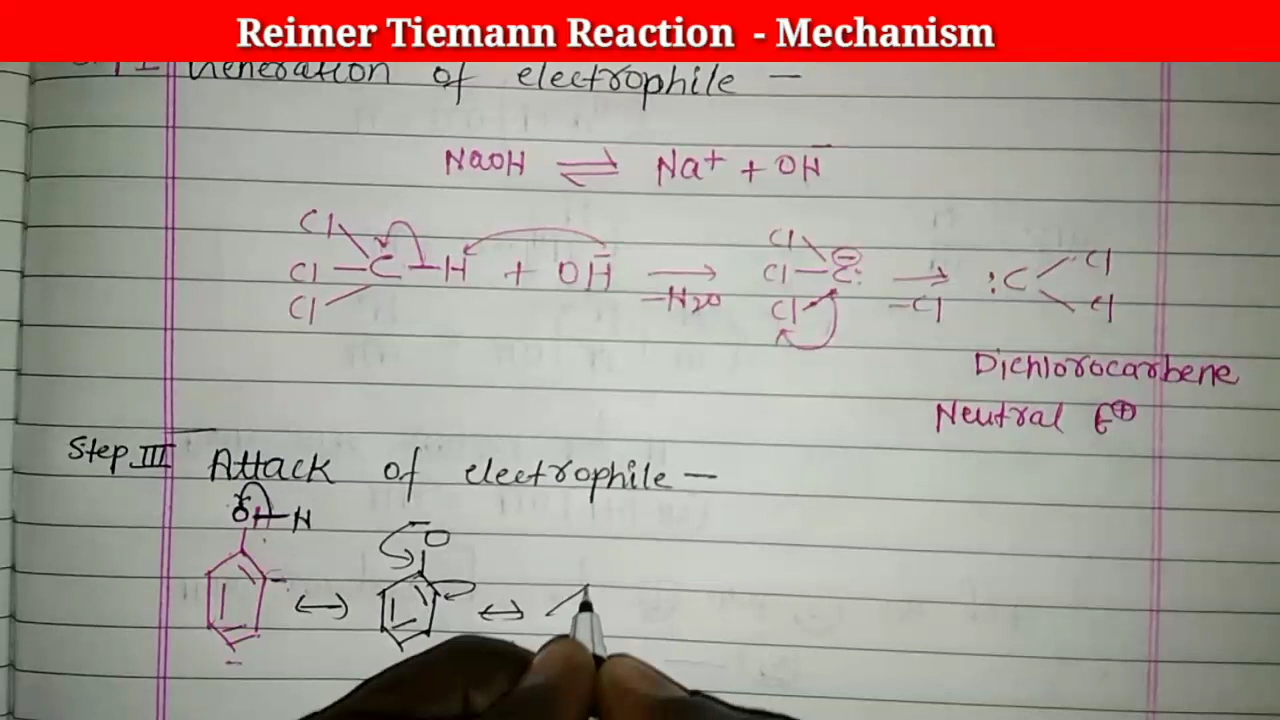 Reimer Tiemann Reaction - Mechanism
Generation of electrophile —
NaOH ⇌ Na+ + OH⁻
Cl
Cl — C — H + OH⁻ → Cl — C:⊖ → :C
Cl
-H2O
-Cl
Cl
Cl
Cl
Cl
Dichlorocarbene
Neutral E⊕
Step III Attack of electrophile —
O — H
⁻O
↔ ↔